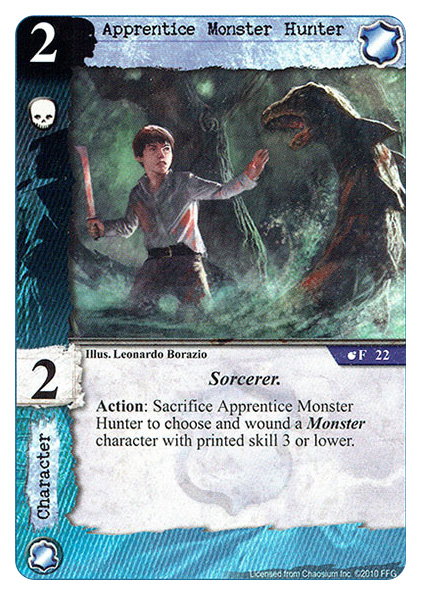 2
Apprentice Monster Hunter
Illus. Leonardo Borazio
F 22
2
Sorcerer.
Action: Sacrifice Apprentice Monster
Hunter to choose and wound a Monster
character with printed skill 3 or lower.
Character
Licensed from Chaosium Inc. ©2010 FFG